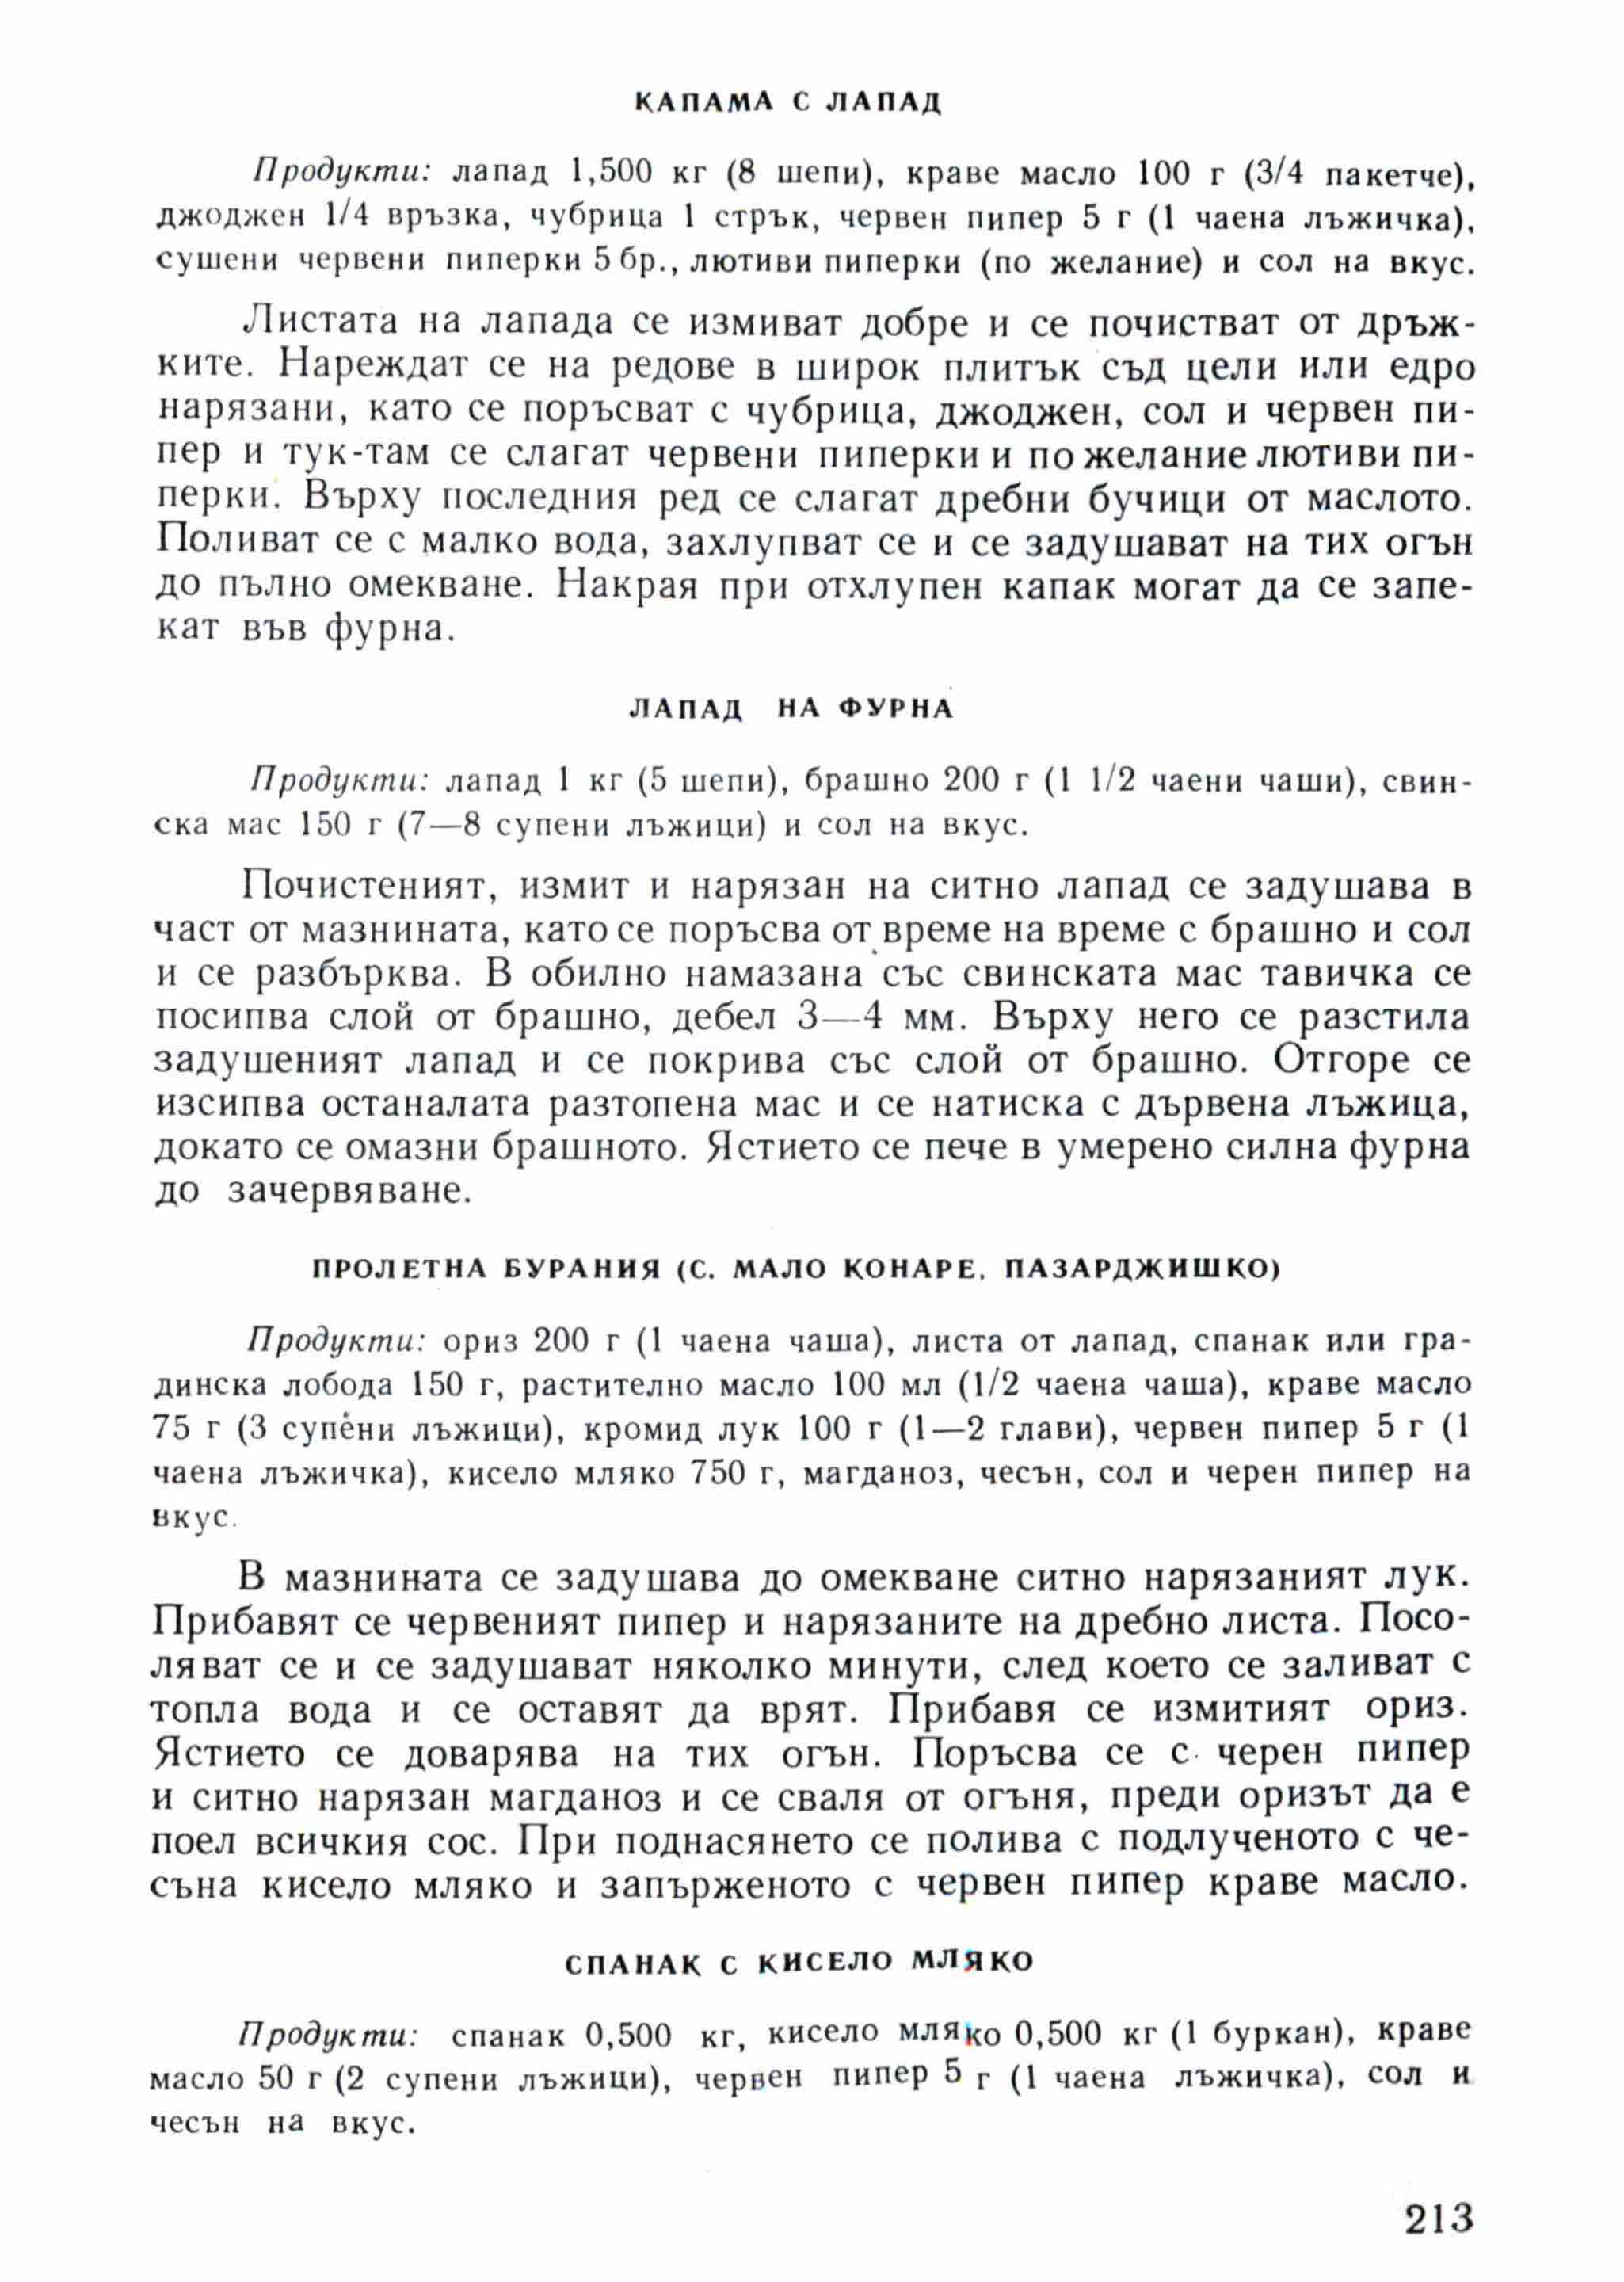 КАПАМА С ЛАПАД
Продукти: лапад 1,500 кг (8 шепи), краве масло 100 г (3/4 пакетче),
джоджен 1/4 връзка, чубрица 1 стрък, червен пипер 5 г (1 чаена лъжичка),
сушени червени пиперки 5 бр., лютиви пиперки (по желание) и сол на вкус.
Листата на лапада се измиват добре и се почистват от дръж-
ките. Нареждат се на редове в широк плитък съд цели или едро
нарязани, като се поръсват с чубрица, джоджен, сол и червен пи-
пер и тук-там се слагат червени пиперки и по желание лютиви пи-
перки. Върху последния ред се слагат дребни бучици от маслото.
Поливат се с малко вода, захлупват се и се задушават на тих огън
до пълно омекване. Накрая при отхлупен капак могат да се запе-
кат във фурна.
ЛАПАД НА ФУРНА
Продукти: лапад 1 кг (5 шепи), брашно 200 г (1 1/2 чаени чаши), свин-
ска мас 150 г (7—8 супени лъжици) и сол на вкус.
Почистеният, измит и нарязан на ситно лапад се задушава в
част от мазнината, като се поръсва от време на време с брашно и сол
и се разбърква. В обилно намазана със свинската мас тавичка се
посипва слой от брашно, дебел 3—4 мм. Върху него се разстила
задушеният лапад и се покрива със слой от брашно. Отгоре се
изсипва останалата разтопена мас и се натиска с дървена лъжица,
докато се омазни брашното. Ястието се пече в умерено силна фурна
до зачервяване.
ПРОЛЕТНА БУРАНИЯ (С. МАЛО КОНАРЕ, ПАЗАРДЖИШКО)
Продукти: ориз 200 г (1 чаена чаша), листа от лапад, спанак или гра-
динска лобода 150 г, растително масло 100 мл (1/2 чаена чаша), краве масло
75 г (3 супени лъжици), кромид лук 100 г (1—2 глави), червен пипер 5 г (1
чаена лъжичка), кисело мляко 750 г, магданоз, чесън, сол и черен пипер на
вкус.
В мазнината се задушава до омекване ситно нарязаният лук.
Прибавят се червеният пипер и нарязаните на дребно листа. Посо-
ляват се и се задушават няколко минути, след което се заливат с
топла вода и се оставят да врят. Прибавя се измитият ориз.
Ястието се доварява на тих огън. Поръсва се с черен пипер
и ситно нарязан магданоз и се сваля от огъня, преди оризът да е
поел всичкия сос. При поднасянето се полива с подлученото с че-
съна кисело мляко и запърженото с червен пипер краве масло.
СПАНАК С КИСЕЛО МЛЯКО
Продукти: спанак 0,500 кг, кисело мляко 0,500 кг (1 буркан), краве
масло 50 г (2 супени лъжици), червен пипер 5 г (1 чаена лъжичка), сол и
чесън на вкус.
213